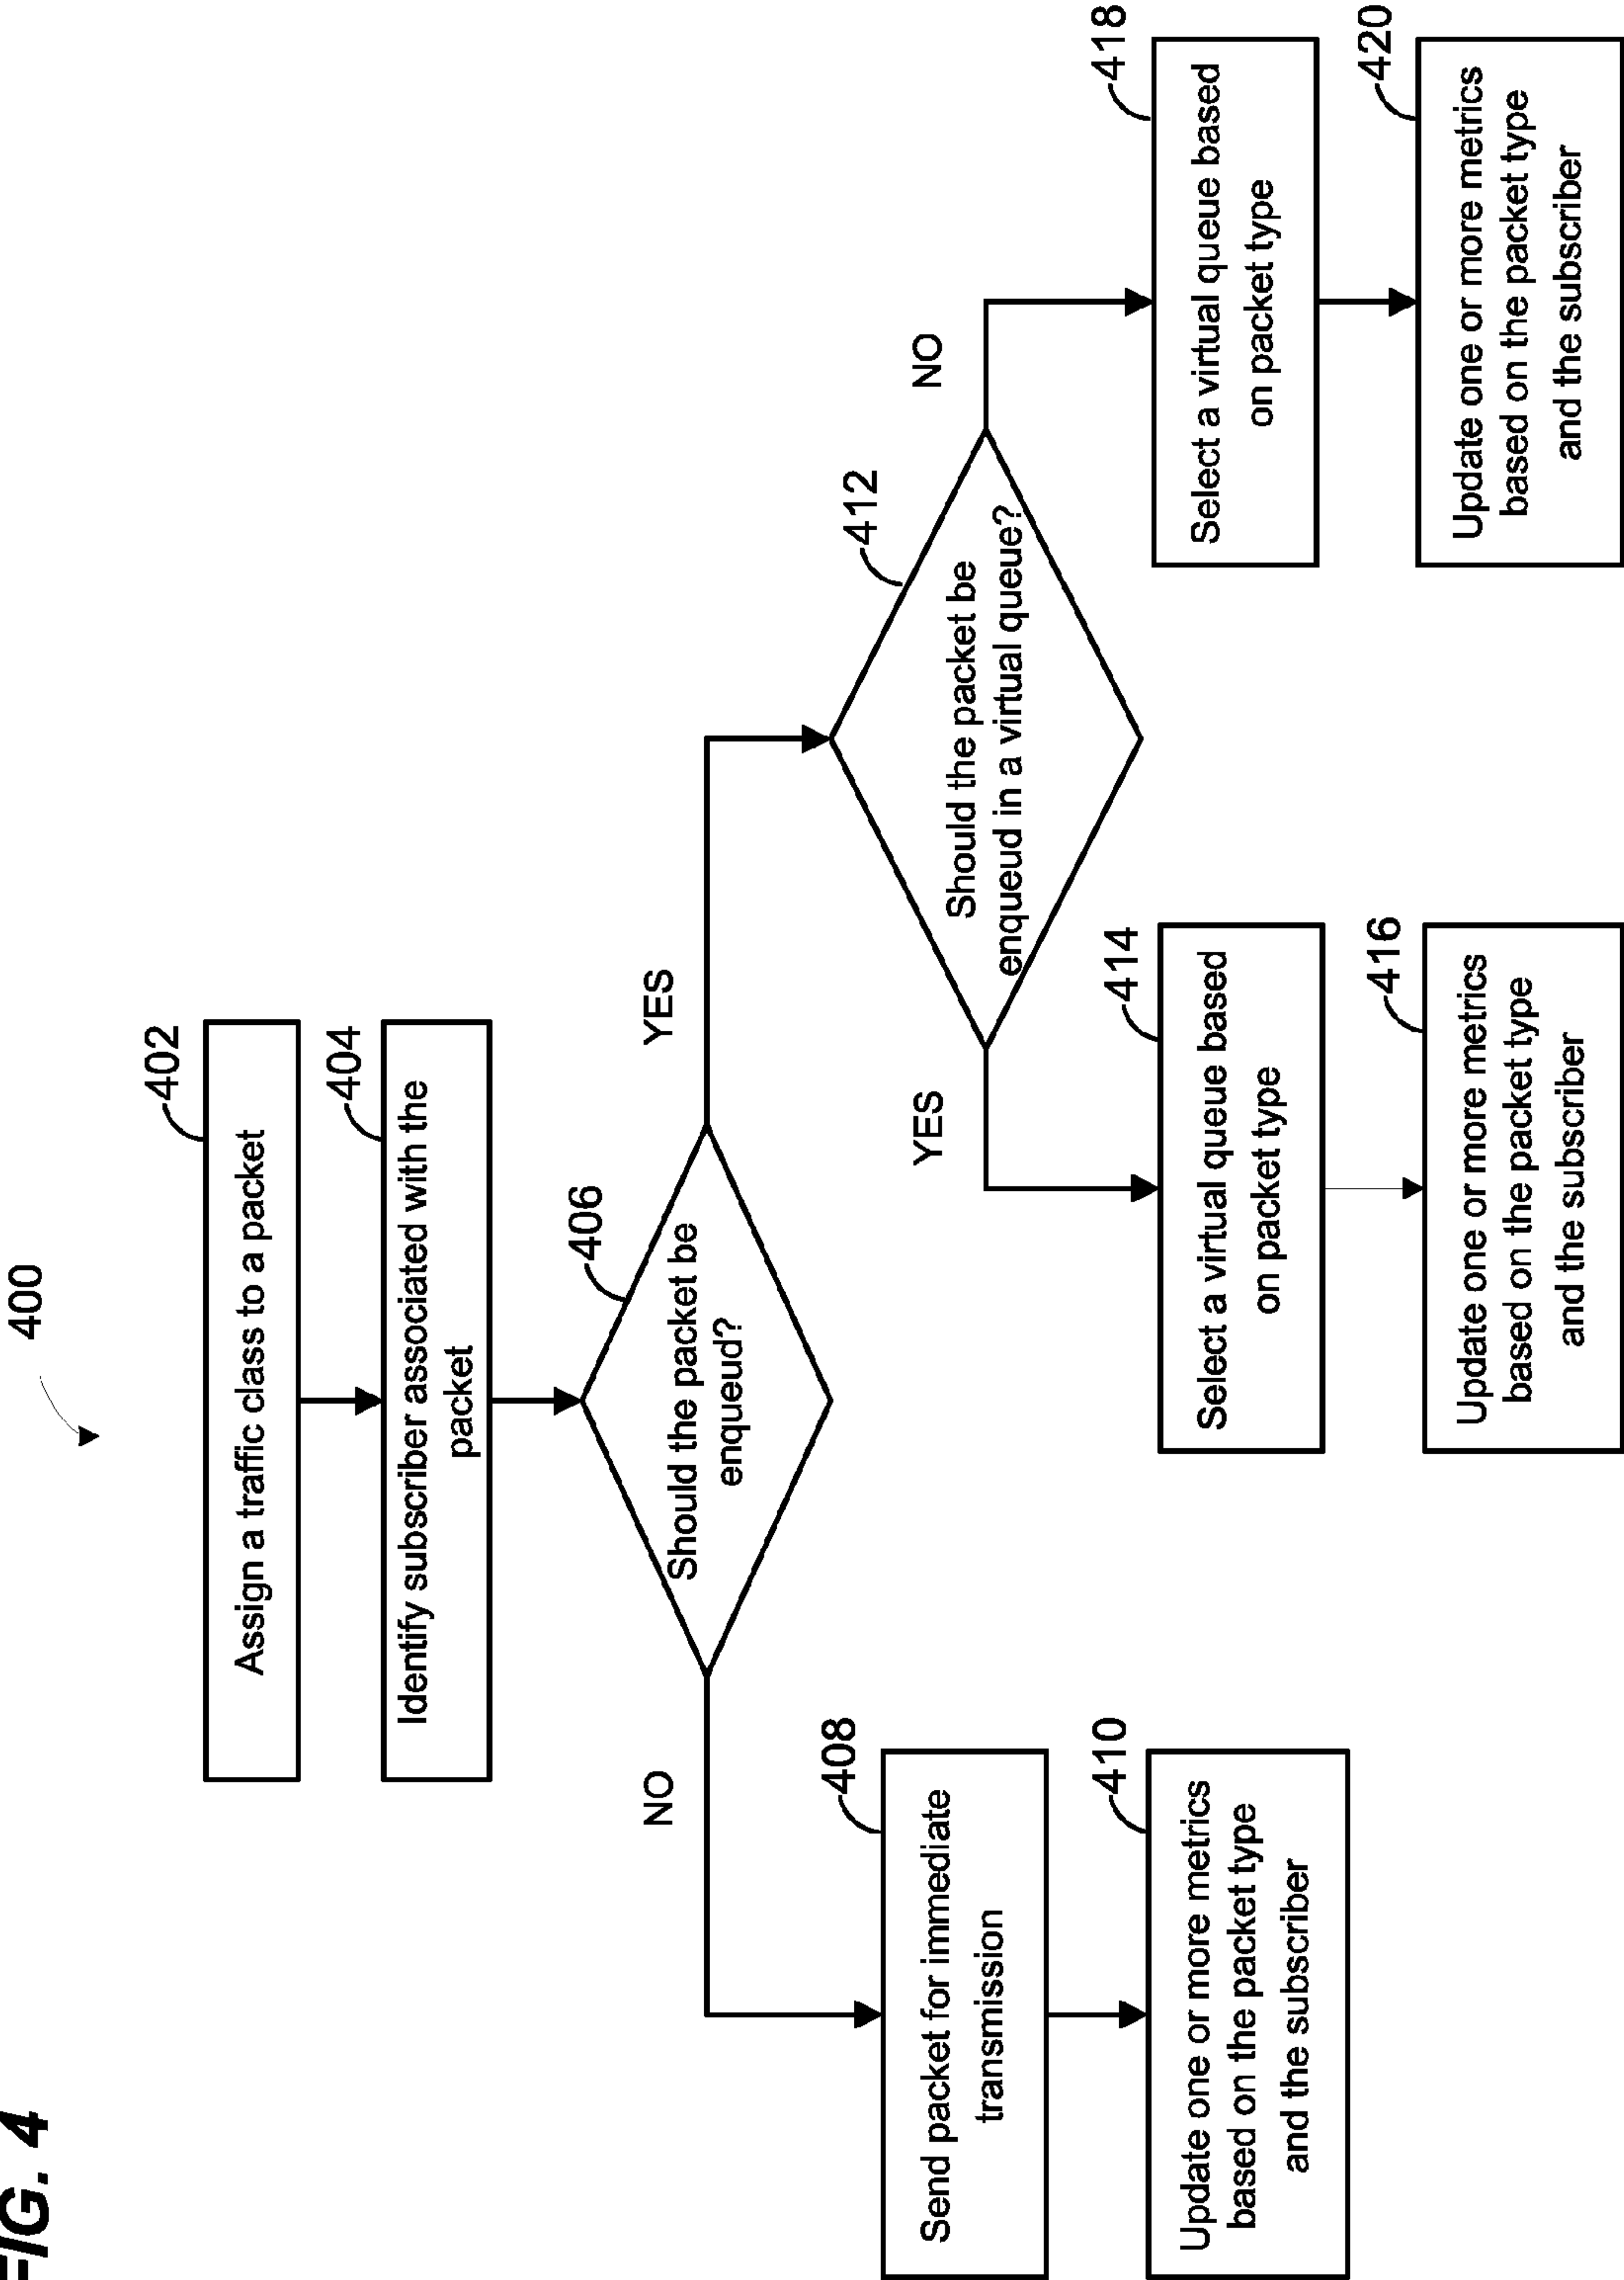 FIG. 4
400
402
Assign a traffic class to a packet
404
Identify subscriber associated with the
packet
406
Should the packet be
enqueud?
NO
YES
408
Send packet for immediate
transmission
410
Update one or more metrics
based on the packet type
and the subscriber
412
Should the packet be
enqueud in a virtual queue?
YES
NO
414
Select a virtual queue based
on packet type
416
Update one or more metrics
based on the packet type
and the subscriber
418
Select a virtual queue based
on packet type
420
Update one or more metrics
based on the packet type
and the subscriber